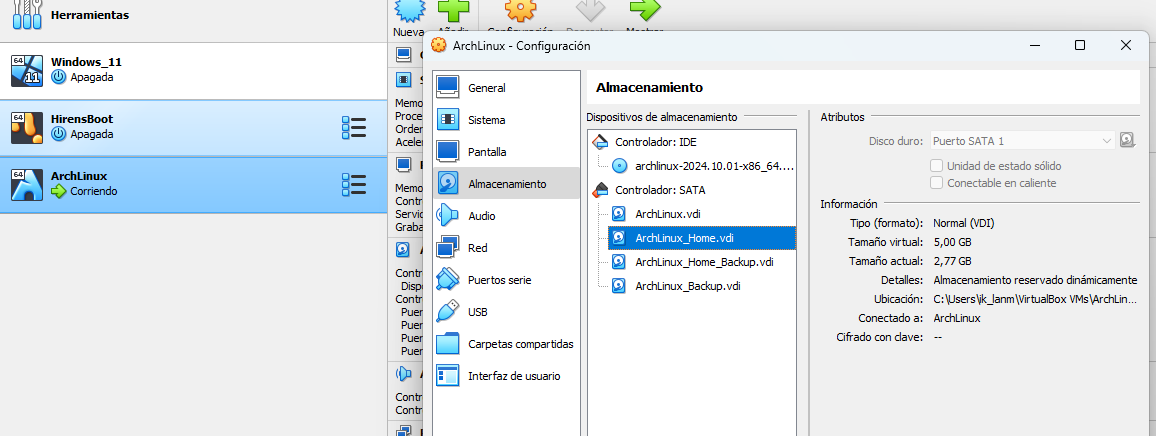 Herramientas
Nueva
Añadir
Configuración
Descartar
Mostrar
64
11
Windows_11
Apagada
64
HirensBoot
Apagada
64
ArchLinux
Corriendo
Memo
Proce
Orden
Aceler
Memo
Contr
Servic
Graba
Contr
Dispo
Contr
Puer
Puer
Puer
Puer
Contr
Contr
ArchLinux - Configuración
General
Sistema
Pantalla
Almacenamiento
Audio
Red
Puertos serie
USB
Carpetas compartidas
Interfaz de usuario
Almacenamiento
Dispositivos de almacenamiento
Controlador: IDE
archlinux-2024.10.01-x86_64....
Controlador: SATA
ArchLinux.vdi
ArchLinux_Home.vdi
ArchLinux_Home_Backup.vdi
ArchLinux_Backup.vdi
Atributos
Disco duro: Puerto SATA 1
Unidad de estado sólido
Conectable en caliente
Información
Tipo (formato): Normal (VDI)
Tamaño virtual: 5,00 GB
Tamaño actual: 2,77 GB
Detalles: Almacenamiento reservado dinámicamente
Ubicación: C:\Users\jk_lanm\VirtualBox VMs\ArchLin...
Conectado a: ArchLinux
Cifrado con clave: --